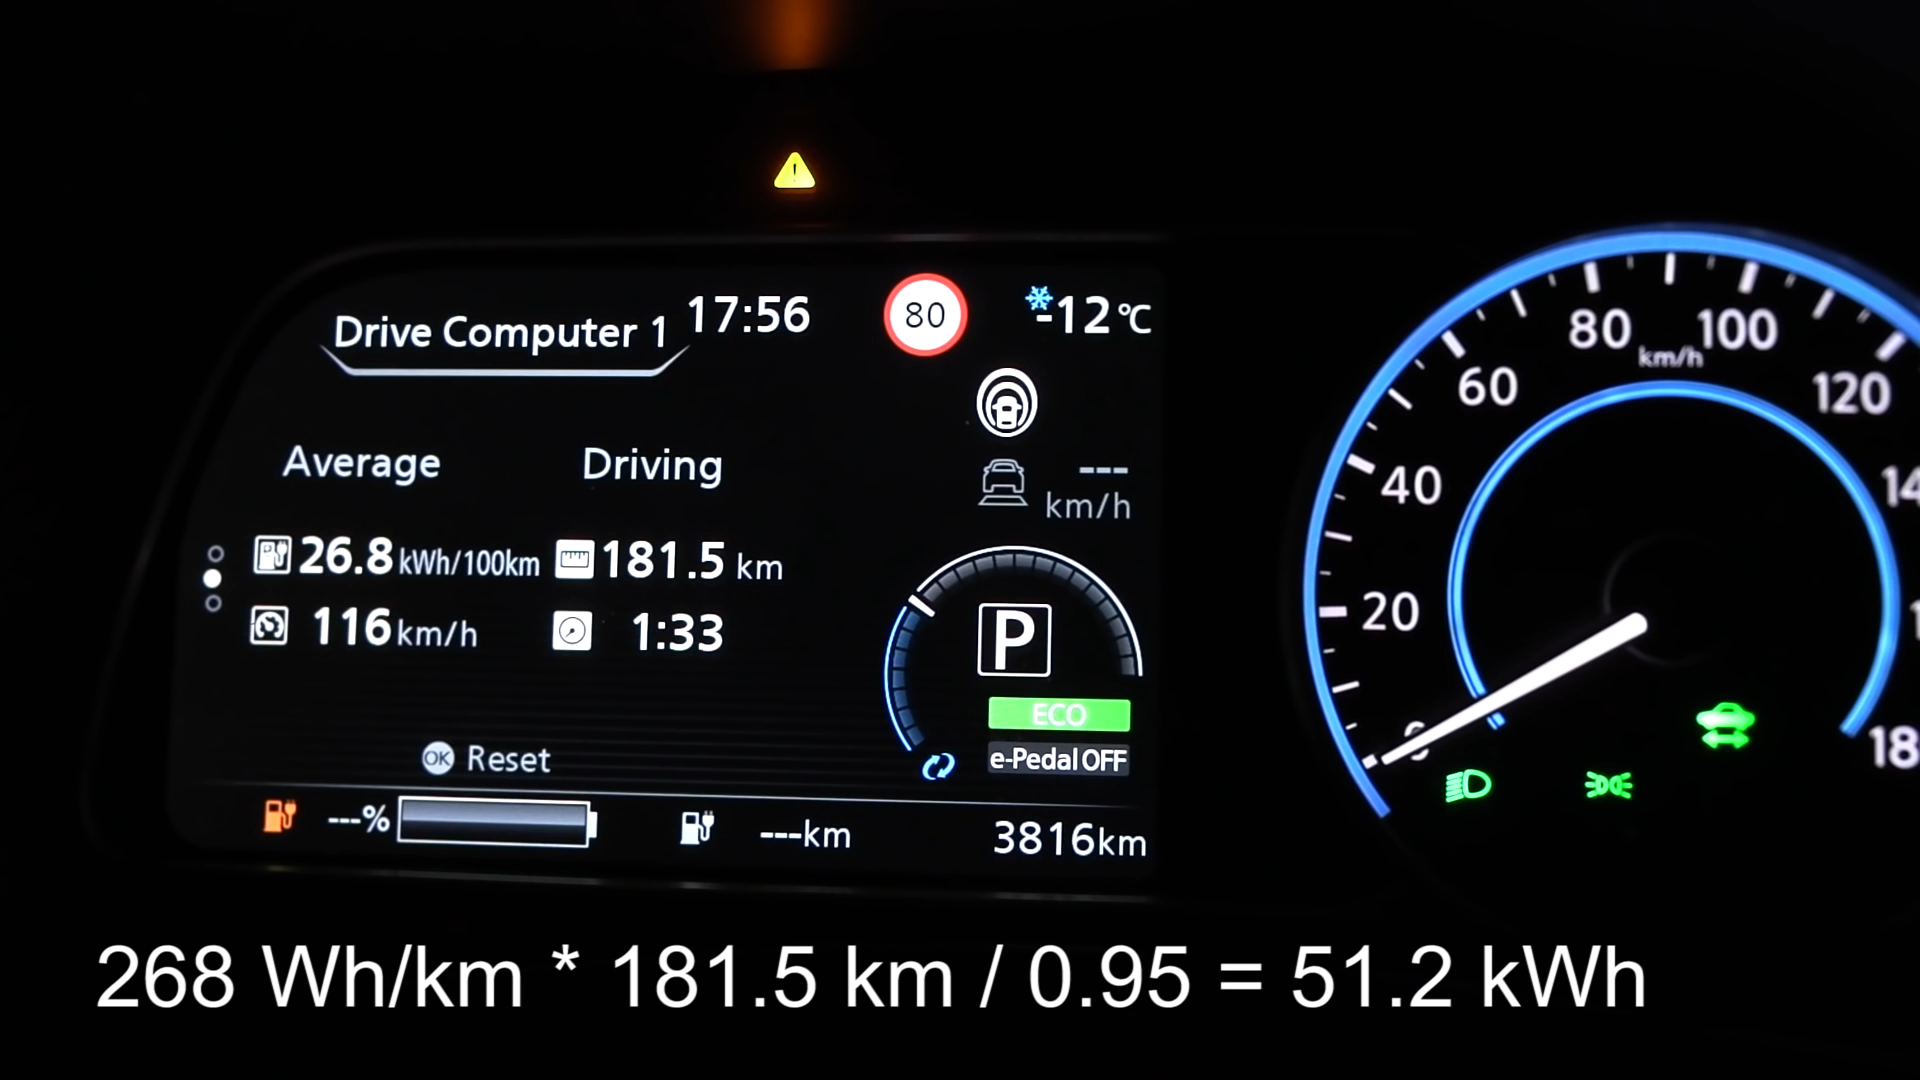 Drive Computer 1
17:56
80
-12°C
Average
Driving
26.8 kWh/100km
181.5 km
116 km/h
1:33
--- km/h
P
ECO
e-Pedal OFF
OK Reset
---%
---km
3816km
0
20
40
60
80
100
120
km/h
268 Wh/km * 181.5 km / 0.95 = 51.2 kWh